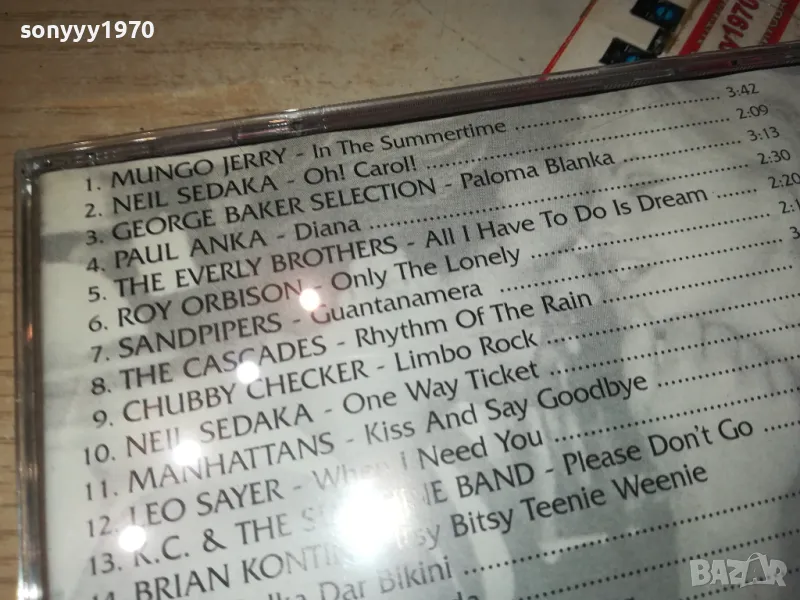 sonyyy1970
1. MUNGO JERRY - In The Summertime 3:42
2. NEIL SEDAKA - Oh! Carol! 2:09
3. GEORGE BAKER SELECTION - Paloma Blanka 3:13
4. PAUL ANKA - Diana 2:30
5. THE EVERLY BROTHERS - All I Have To Do Is Dream 2:20
6. ROY ORBISON - Only The Lonely
7. SANDPIPERS - Guantanamera
8. THE CASCADES - Rhythm Of The Rain
9. CHUBBY CHECKER - Limbo Rock
10. NEIL SEDAKA - One Way Ticket
11. MANHATTANS - Kiss And Say Goodbye
12. LEO SAYER - When I Need You
13. K.C. & THE BAND - Please Don't Go
14. BRIAN Bitsy Teenie Weenie
Dar Bikini
BAZAR